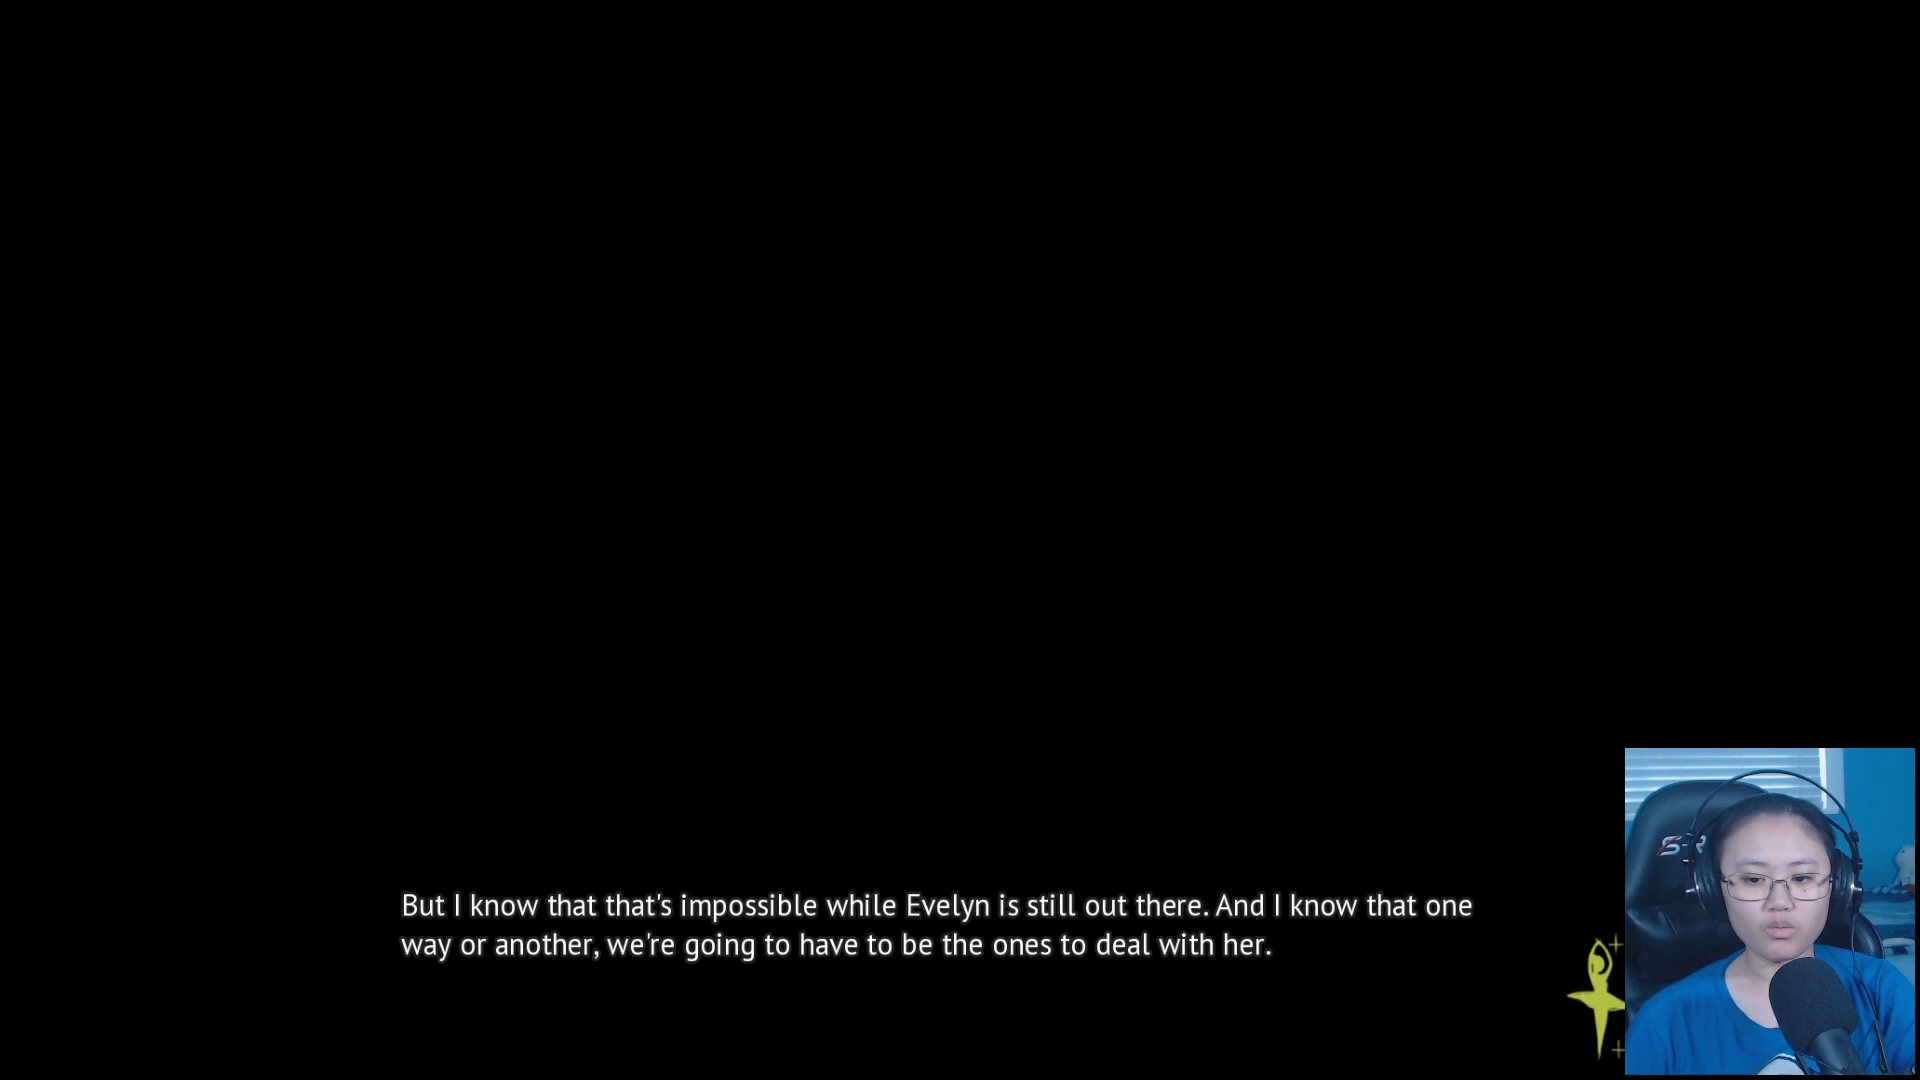 But I know that that's impossible while Evelyn is still out there. And I know that one
way or another, we're going to have to be the ones to deal with her.